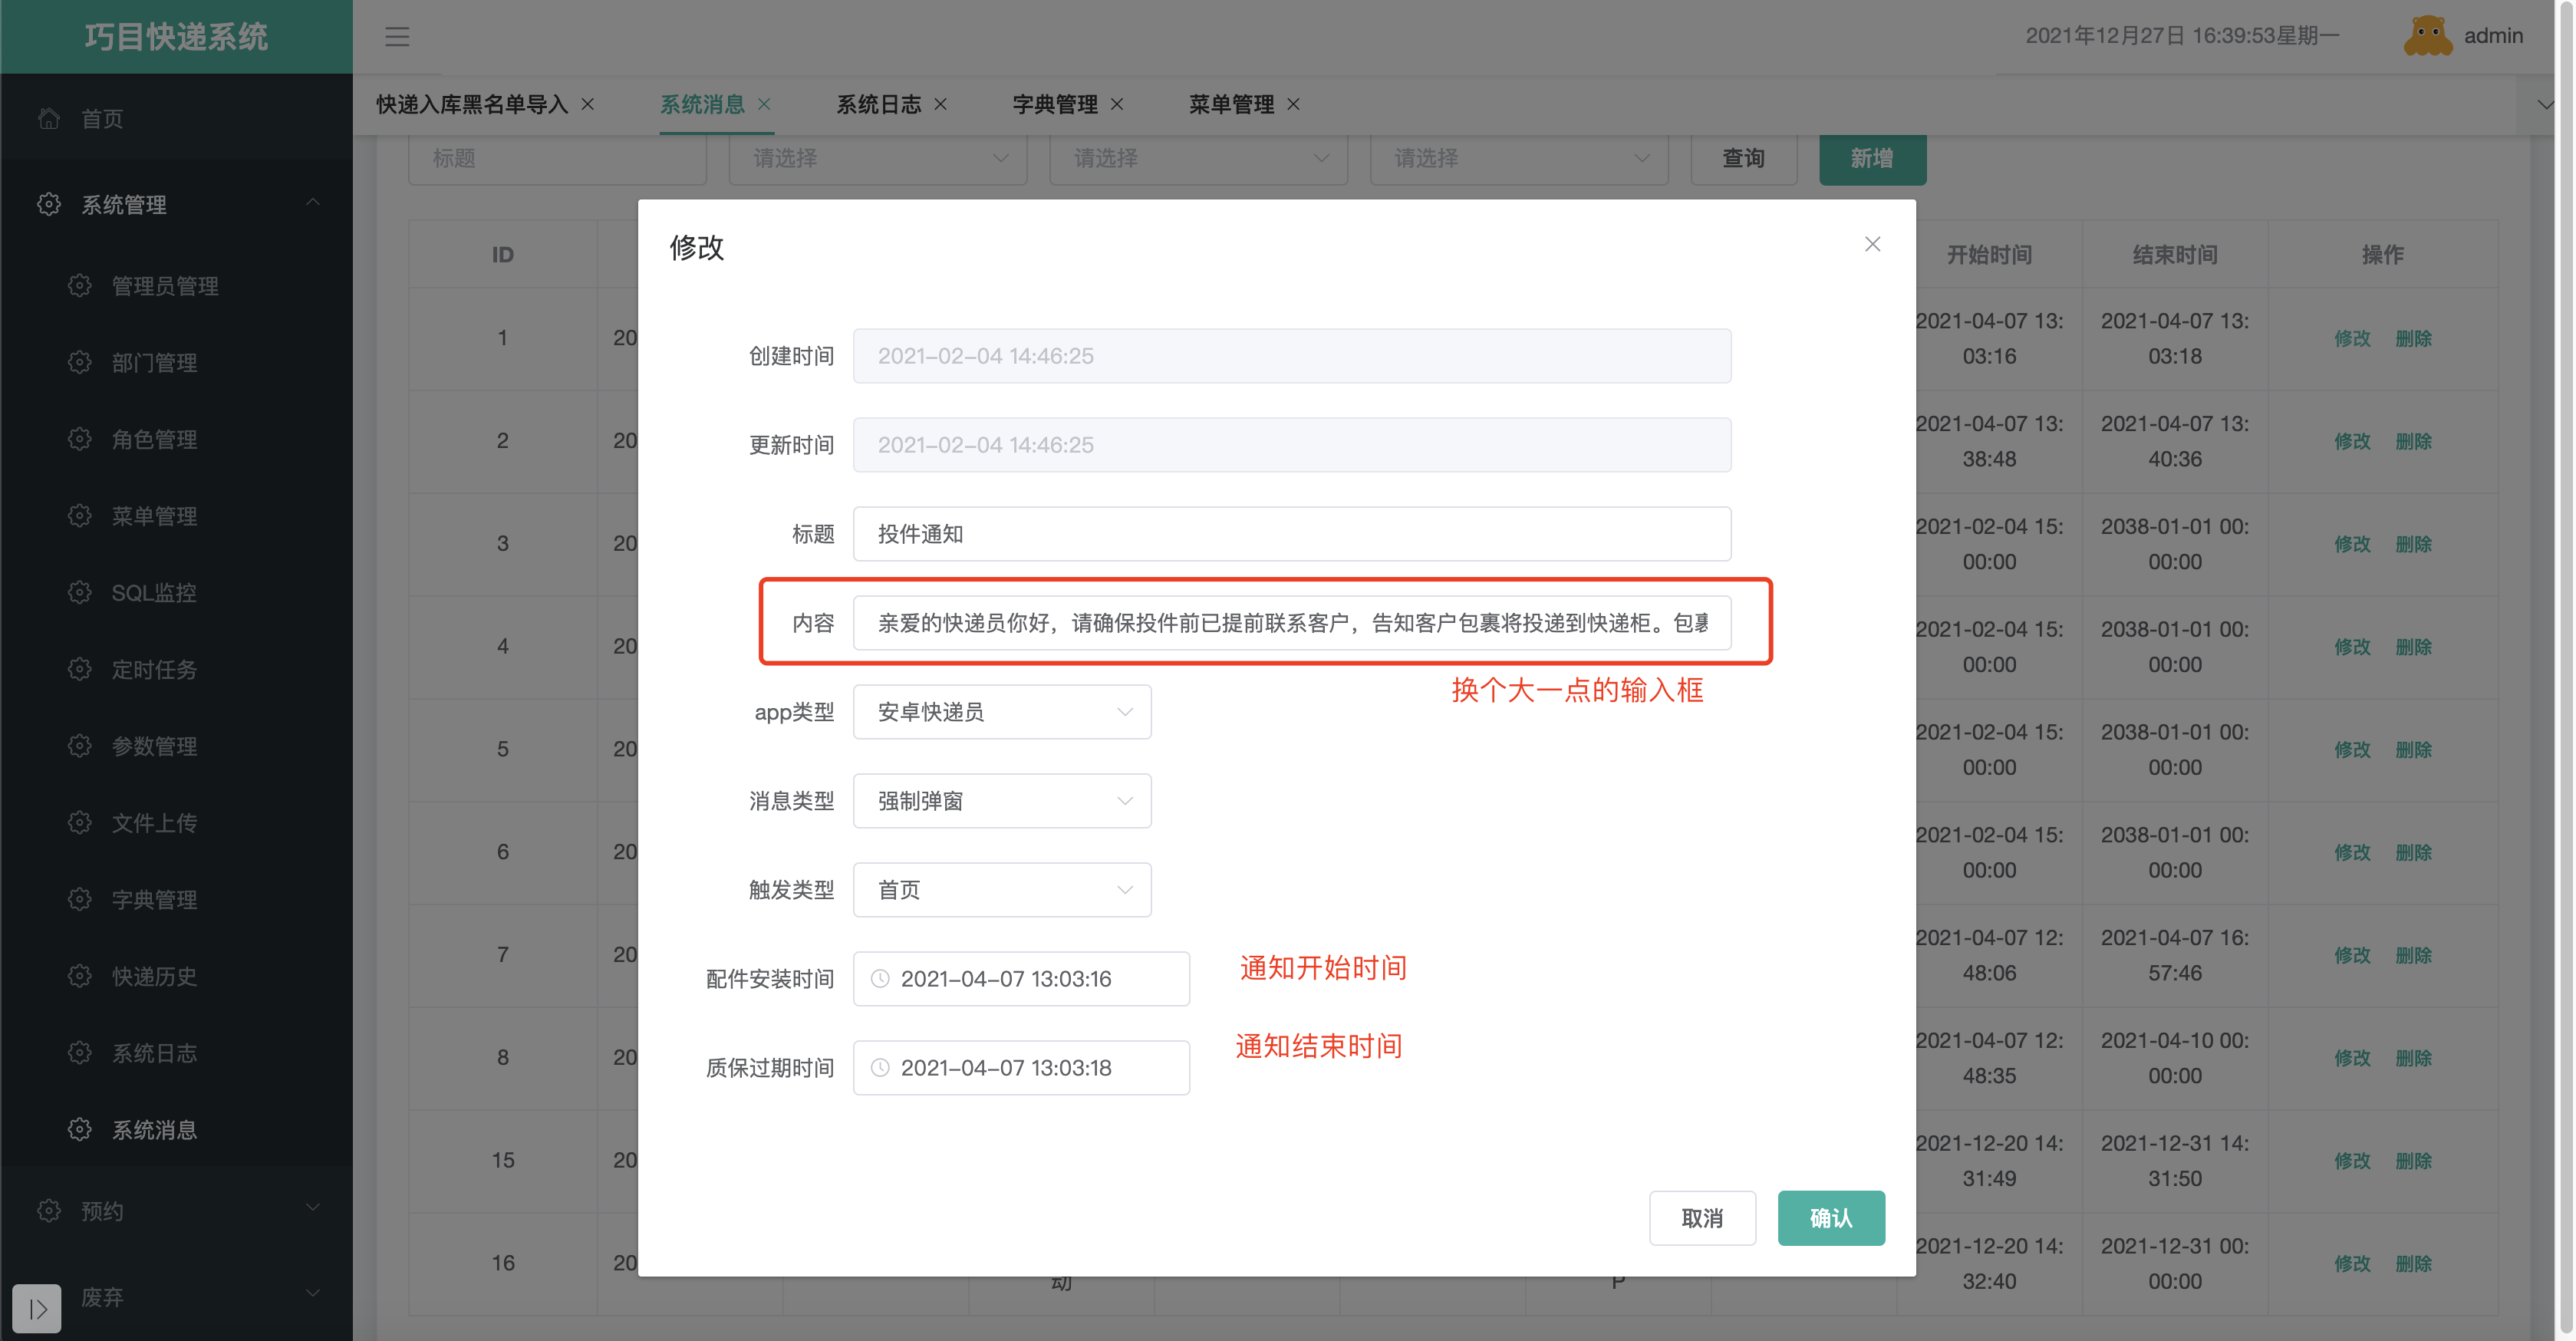 巧目快递系统
2021年12月27日 16:39:53星期一
admin
首页
系统管理
管理员管理
部门管理
角色管理
菜单管理
SQL监控
定时任务
参数管理
文件上传
字典管理
快递历史
系统日志
系统消息
预约
废弃
快递入库黑名单导入
系统消息
系统日志
字典管理
菜单管理
标题
请选择
请选择
请选择
查询
新增
ID
开始时间
结束时间
操作
1
20
2021-04-07 13:
03:16
2021-04-07 13:
03:18
修改 删除
2
20
2021-04-07 13:
38:48
2021-04-07 13:
40:36
修改 删除
3
20
2021-02-04 15:
00:00
2038-01-01 00:
00:00
修改 删除
4
20
2021-02-04 15:
00:00
2038-01-01 00:
00:00
修改 删除
5
20
2021-02-04 15:
00:00
2038-01-01 00:
00:00
修改 删除
6
20
2021-02-04 15:
00:00
2038-01-01 00:
00:00
修改 删除
7
20
2021-04-07 12:
48:06
2021-04-07 16:
57:46
修改 删除
8
20
2021-04-07 12:
48:35
2021-04-10 00:
00:00
修改 删除
15
20
2021-12-20 14:
31:49
2021-12-31 14:
31:50
修改 删除
16
20
动
P
2021-12-20 14:
32:40
2021-12-31 00:
00:00
修改 删除
修改
创建时间
2021-02-04 14:46:25
更新时间
2021-02-04 14:46:25
标题
投件通知
内容
亲爱的快递员你好，请确保投件前已提前联系客户，告知客户包裹将投递到快递柜。包裹
换个大一点的输入框
app类型
安卓快递员
消息类型
强制弹窗
触发类型
首页
配件安装时间
2021-04-07 13:03:16
通知开始时间
质保过期时间
2021-04-07 13:03:18
通知结束时间
取消
确认